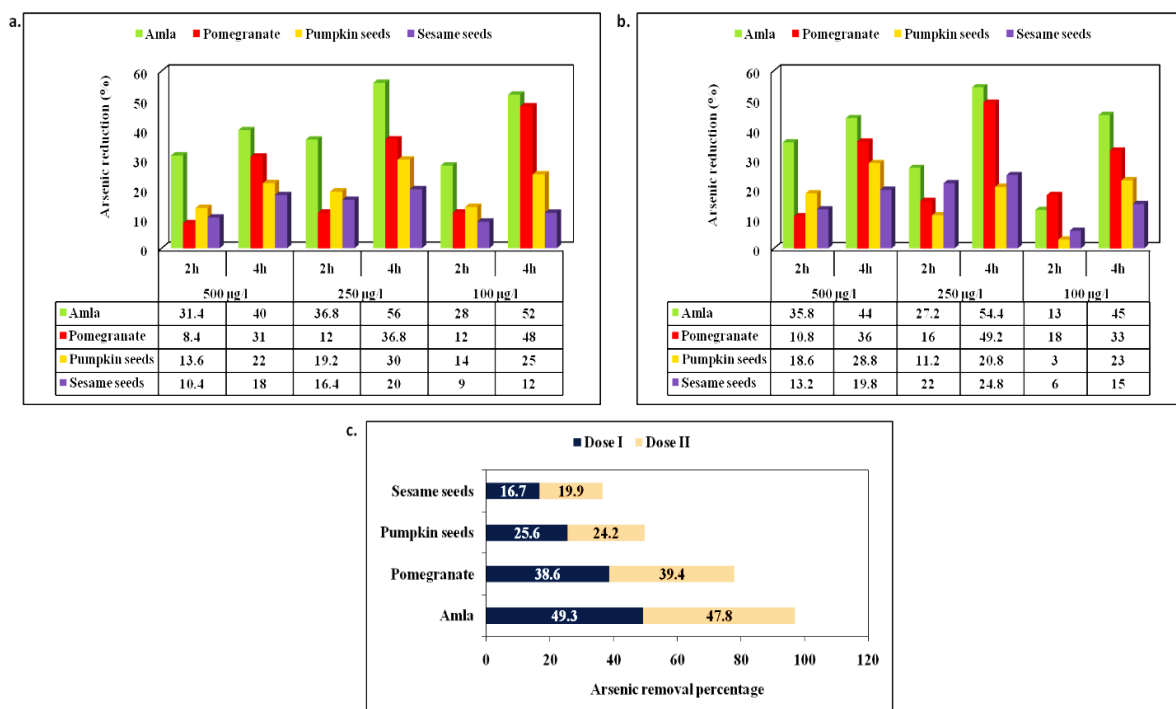 a.
Amla Pomegranate Pumpkin seeds Sesame seeds
Arsenic reduction (%)
60
50
40
30
20
10
0
2h 4h 2h 4h 2h 4h
500 µg/l 250 µg/l 100 µg/l
Amla 31.4 40 36.8 56 28 52
Pomegranate 8.4 31 12 36.8 12 48
Pumpkin seeds 13.6 22 19.2 30 14 25
Sesame seeds 10.4 18 16.4 20 9 12
b.
Amla Pomegranate Pumpkin seeds Sesame seeds
Arsenic reduction (%)
60
50
40
30
20
10
0
2h 4h 2h 4h 2h 4h
500 µg/l 250 µg/l 100 µg/l
Amla 35.8 44 27.2 54.4 13 45
Pomegranate 10.8 36 16 49.2 18 33
Pumpkin seeds 18.6 28.8 11.2 20.8 3 23
Sesame seeds 13.2 19.8 22 24.8 6 15
c.
Dose I Dose II
Sesame seeds 16.7 19.9
Pumpkin seeds 25.6 24.2
Pomegranate 38.6 39.4
Amla 49.3 47.8
0 20 40 60 80 100 120
Arsenic removal percentage